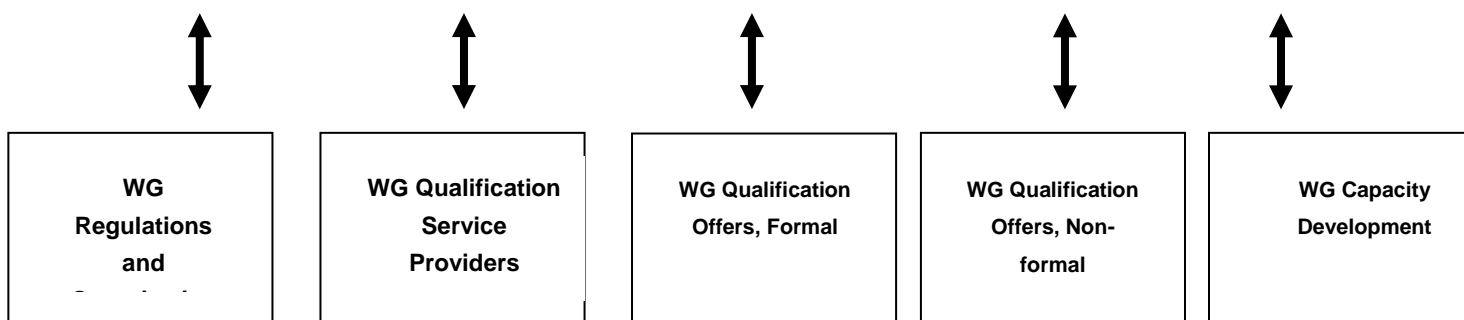 WG
Regulations
and
WG Qualification
Service
Providers
WG Qualification
Offers, Formal
WG Qualification
Offers, Non-
formal
WG Capacity
Development